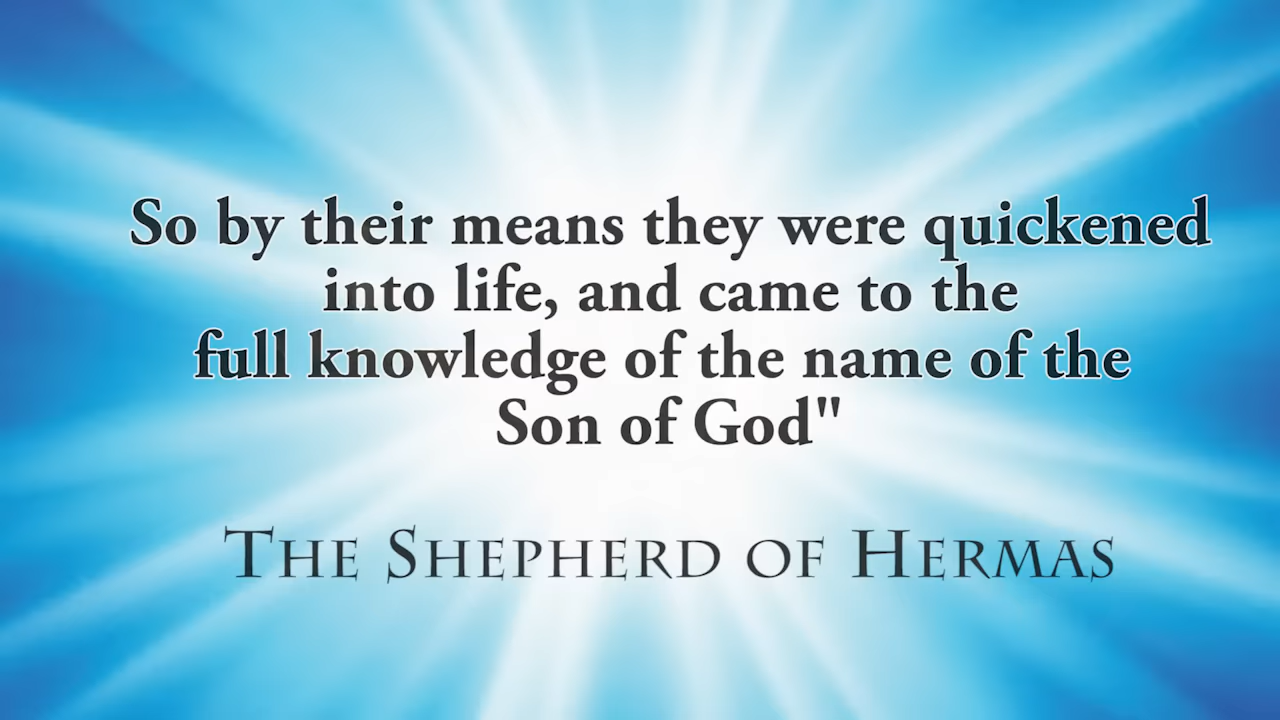 So by their means they were quickened
into life, and came to the
full knowledge of the name of the
Son of God"
The Shepherd of Hermas